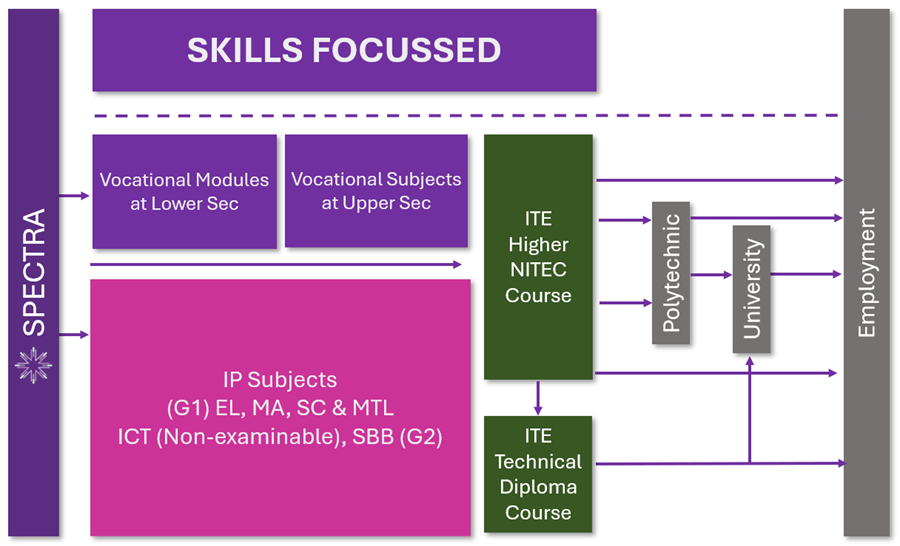 SKILLS FOCUSSED
SPECTRA
Vocational Modules
at Lower Sec
Vocational Subjects
at Upper Sec
IP Subjects
(G1) EL, MA, SC & MTL
ICT (Non-examinable), SBB (G2)
ITE
Higher
NITEC
Course
ITE
Technical
Diploma
Course
Polytechnic
University
Employment